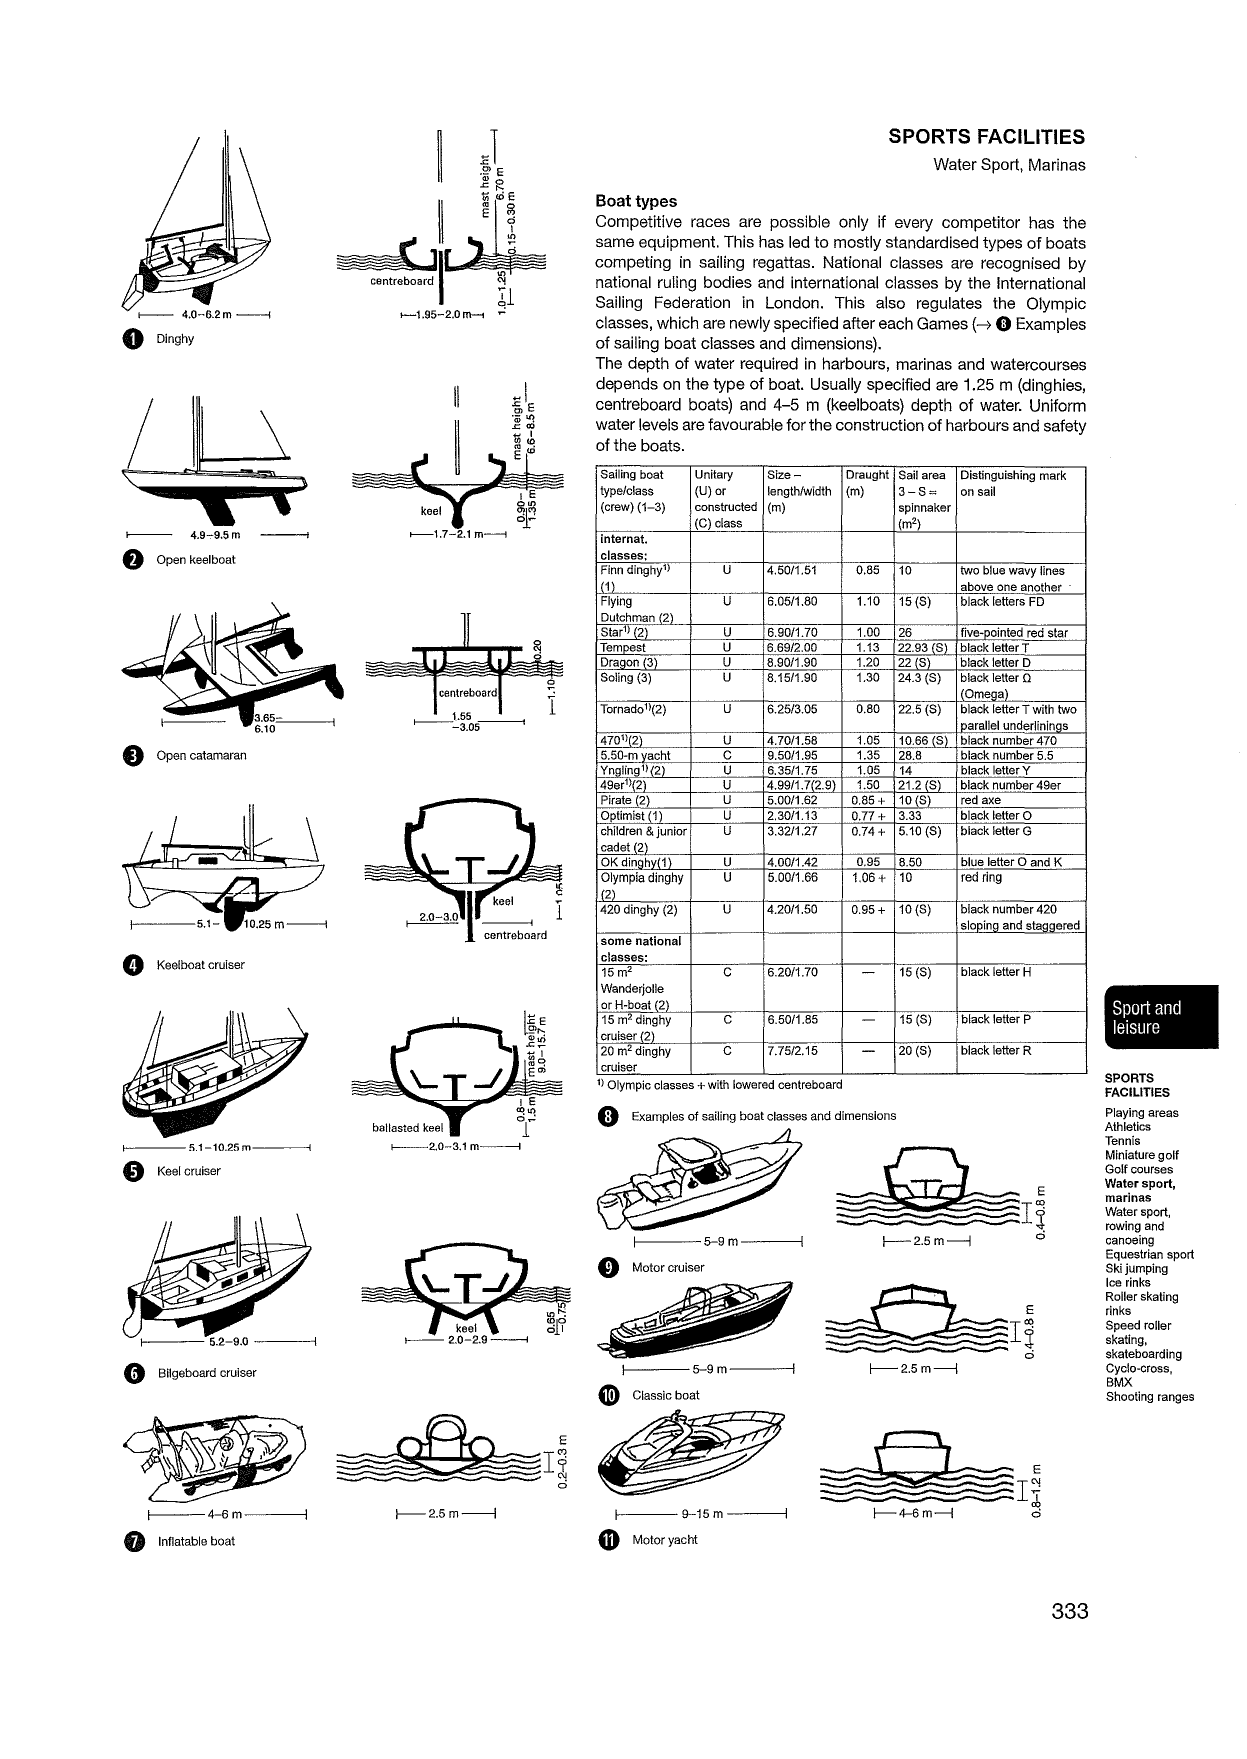 SPORTS FACILITIES
Water Sport, Marinas
mast height
6.70 m
0.15–0.30 m
centreboard
1.0–1.25
4.0–6.2 m
1.95–2.0 m
1 Dinghy
mast height
6.6–8.5 m
keel
0.90–
1.35 m
4.9–9.5 m
1.7–2.1 m
2 Open keelboat
0.20
centreboard
1.10
3.65–
6.10
1.55
–3.05
3 Open catamaran
keel
1.05
5.1–
10.25 m
2.0–3.0
centreboard
4 Keelboat cruiser
mast height
9.0–15.7 m
0.8–
1.5 m
ballasted keel
5.1–10.25 m
2.0–3.1 m
5 Keel cruiser
keel
0.65
–0.75
5.2–9.0
2.0–2.9
6 Bilgeboard cruiser
0.2–0.3 m
4–6 m
2.5 m
7 Inflatable boat
Boat types
Competitive races are possible only if every competitor has the
same equipment. This has led to mostly standardised types of boats
competing in sailing regattas. National classes are recognised by
national ruling bodies and international classes by the International
Sailing Federation in London. This also regulates the Olympic
classes, which are newly specified after each Games (→ 8 Examples
of sailing boat classes and dimensions).
The depth of water required in harbours, marinas and watercourses
depends on the type of boat. Usually specified are 1.25 m (dinghies,
centreboard boats) and 4–5 m (keelboats) depth of water. Uniform
water levels are favourable for the construction of harbours and safety
of the boats.
Sailing boat Unitary Size – Draught Sail area Distinguishing mark
type/class (U) or length/width (m) 3 – S = on sail
(crew) (1–3) constructed (m) spinnaker
(C) class (m²)
internat.
classes:
Finn dinghy¹⁾ U 4.50/1.51 0.85 10 two blue wavy lines
(1) above one another
Flying U 6.05/1.80 1.10 15 (S) black letters FD
Dutchman (2)
Star¹⁾ (2) U 6.90/1.70 1.00 26 five-pointed red star
Tempest U 6.69/2.00 1.13 22.93 (S) black letter T
Dragon (3) U 8.90/1.90 1.20 22 (S) black letter D
Soling (3) U 8.15/1.90 1.30 24.3 (S) black letter Ω
(Omega)
Tornado¹⁾(2) U 6.25/3.05 0.80 22.5 (S) black letter T with two
parallel underlinings
470¹⁾(2) U 4.70/1.58 1.05 10.66 (S) black number 470
5.50-m yacht C 9.50/1.95 1.35 28.8 black number 5.5
Yngling¹⁾(2) U 6.35/1.75 1.05 14 black letter Y
49er¹⁾(2) U 4.99/1.7(2.9) 1.50 21.2 (S) black number 49er
Pirate (2) U 5.00/1.62 0.85 + 10 (S) red axe
Optimist (1) U 2.30/1.13 0.77 + 3.33 black letter O
children & junior U 3.32/1.27 0.74 + 5.10 (S) black letter G
cadet (2)
OK dinghy(1) U 4.00/1.42 0.95 8.50 blue letter O and K
Olympia dinghy U 5.00/1.66 1.06 + 10 red ring
(2)
420 dinghy (2) U 4.20/1.50 0.95 + 10 (S) black number 420
sloping and staggered
some national
classes:
15 m² C 6.20/1.70 — 15 (S) black letter H
Wanderjolle
or H-boat (2)
15 m² dinghy C 6.50/1.85 — 15 (S) black letter P
cruiser (2)
20 m² dinghy C 7.75/2.15 — 20 (S) black letter R
cruiser
¹⁾ Olympic classes + with lowered centreboard
8 Examples of sailing boat classes and dimensions
0.4–0.8 m
5–9 m
2.5 m
9 Motor cruiser
0.4–0.8 m
5–9 m
2.5 m
10 Classic boat
0.8–1.2 m
9–15 m
4–6 m
11 Motor yacht
Sport and
leisure
SPORTS
FACILITIES
Playing areas
Athletics
Tennis
Miniature golf
Golf courses
Water sport,
marinas
Water sport,
rowing and
canoeing
Equestrian sport
Ski jumping
Ice rinks
Roller skating
rinks
Speed roller
skating,
skateboarding
Cyclo-cross,
BMX
Shooting ranges
333